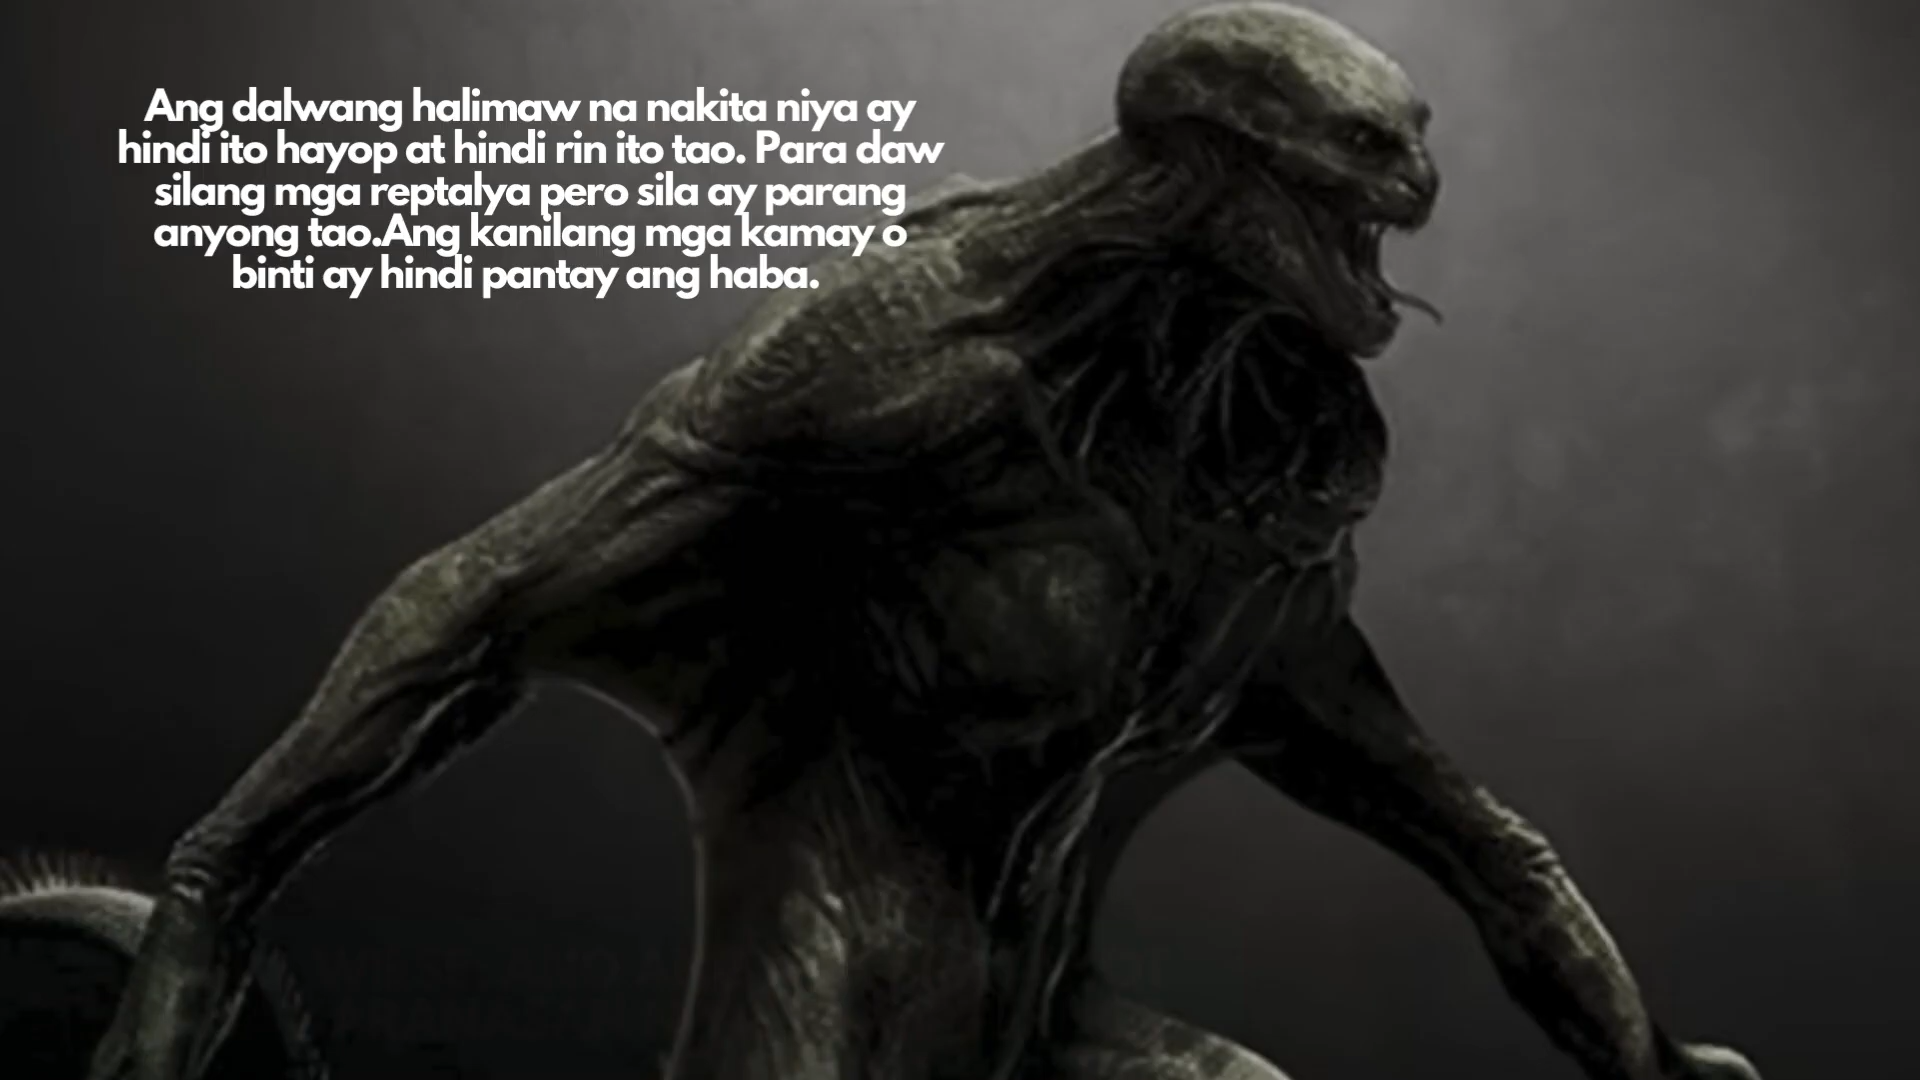 Ang dalwang halimaw na nakita niya ay
hindi ito hayop at hindi rin ito tao. Para daw
silang mga reptalya pero sila ay parang
anyong tao.Ang kanilang mga kamay o
binti ay hindi pantay ang haba.